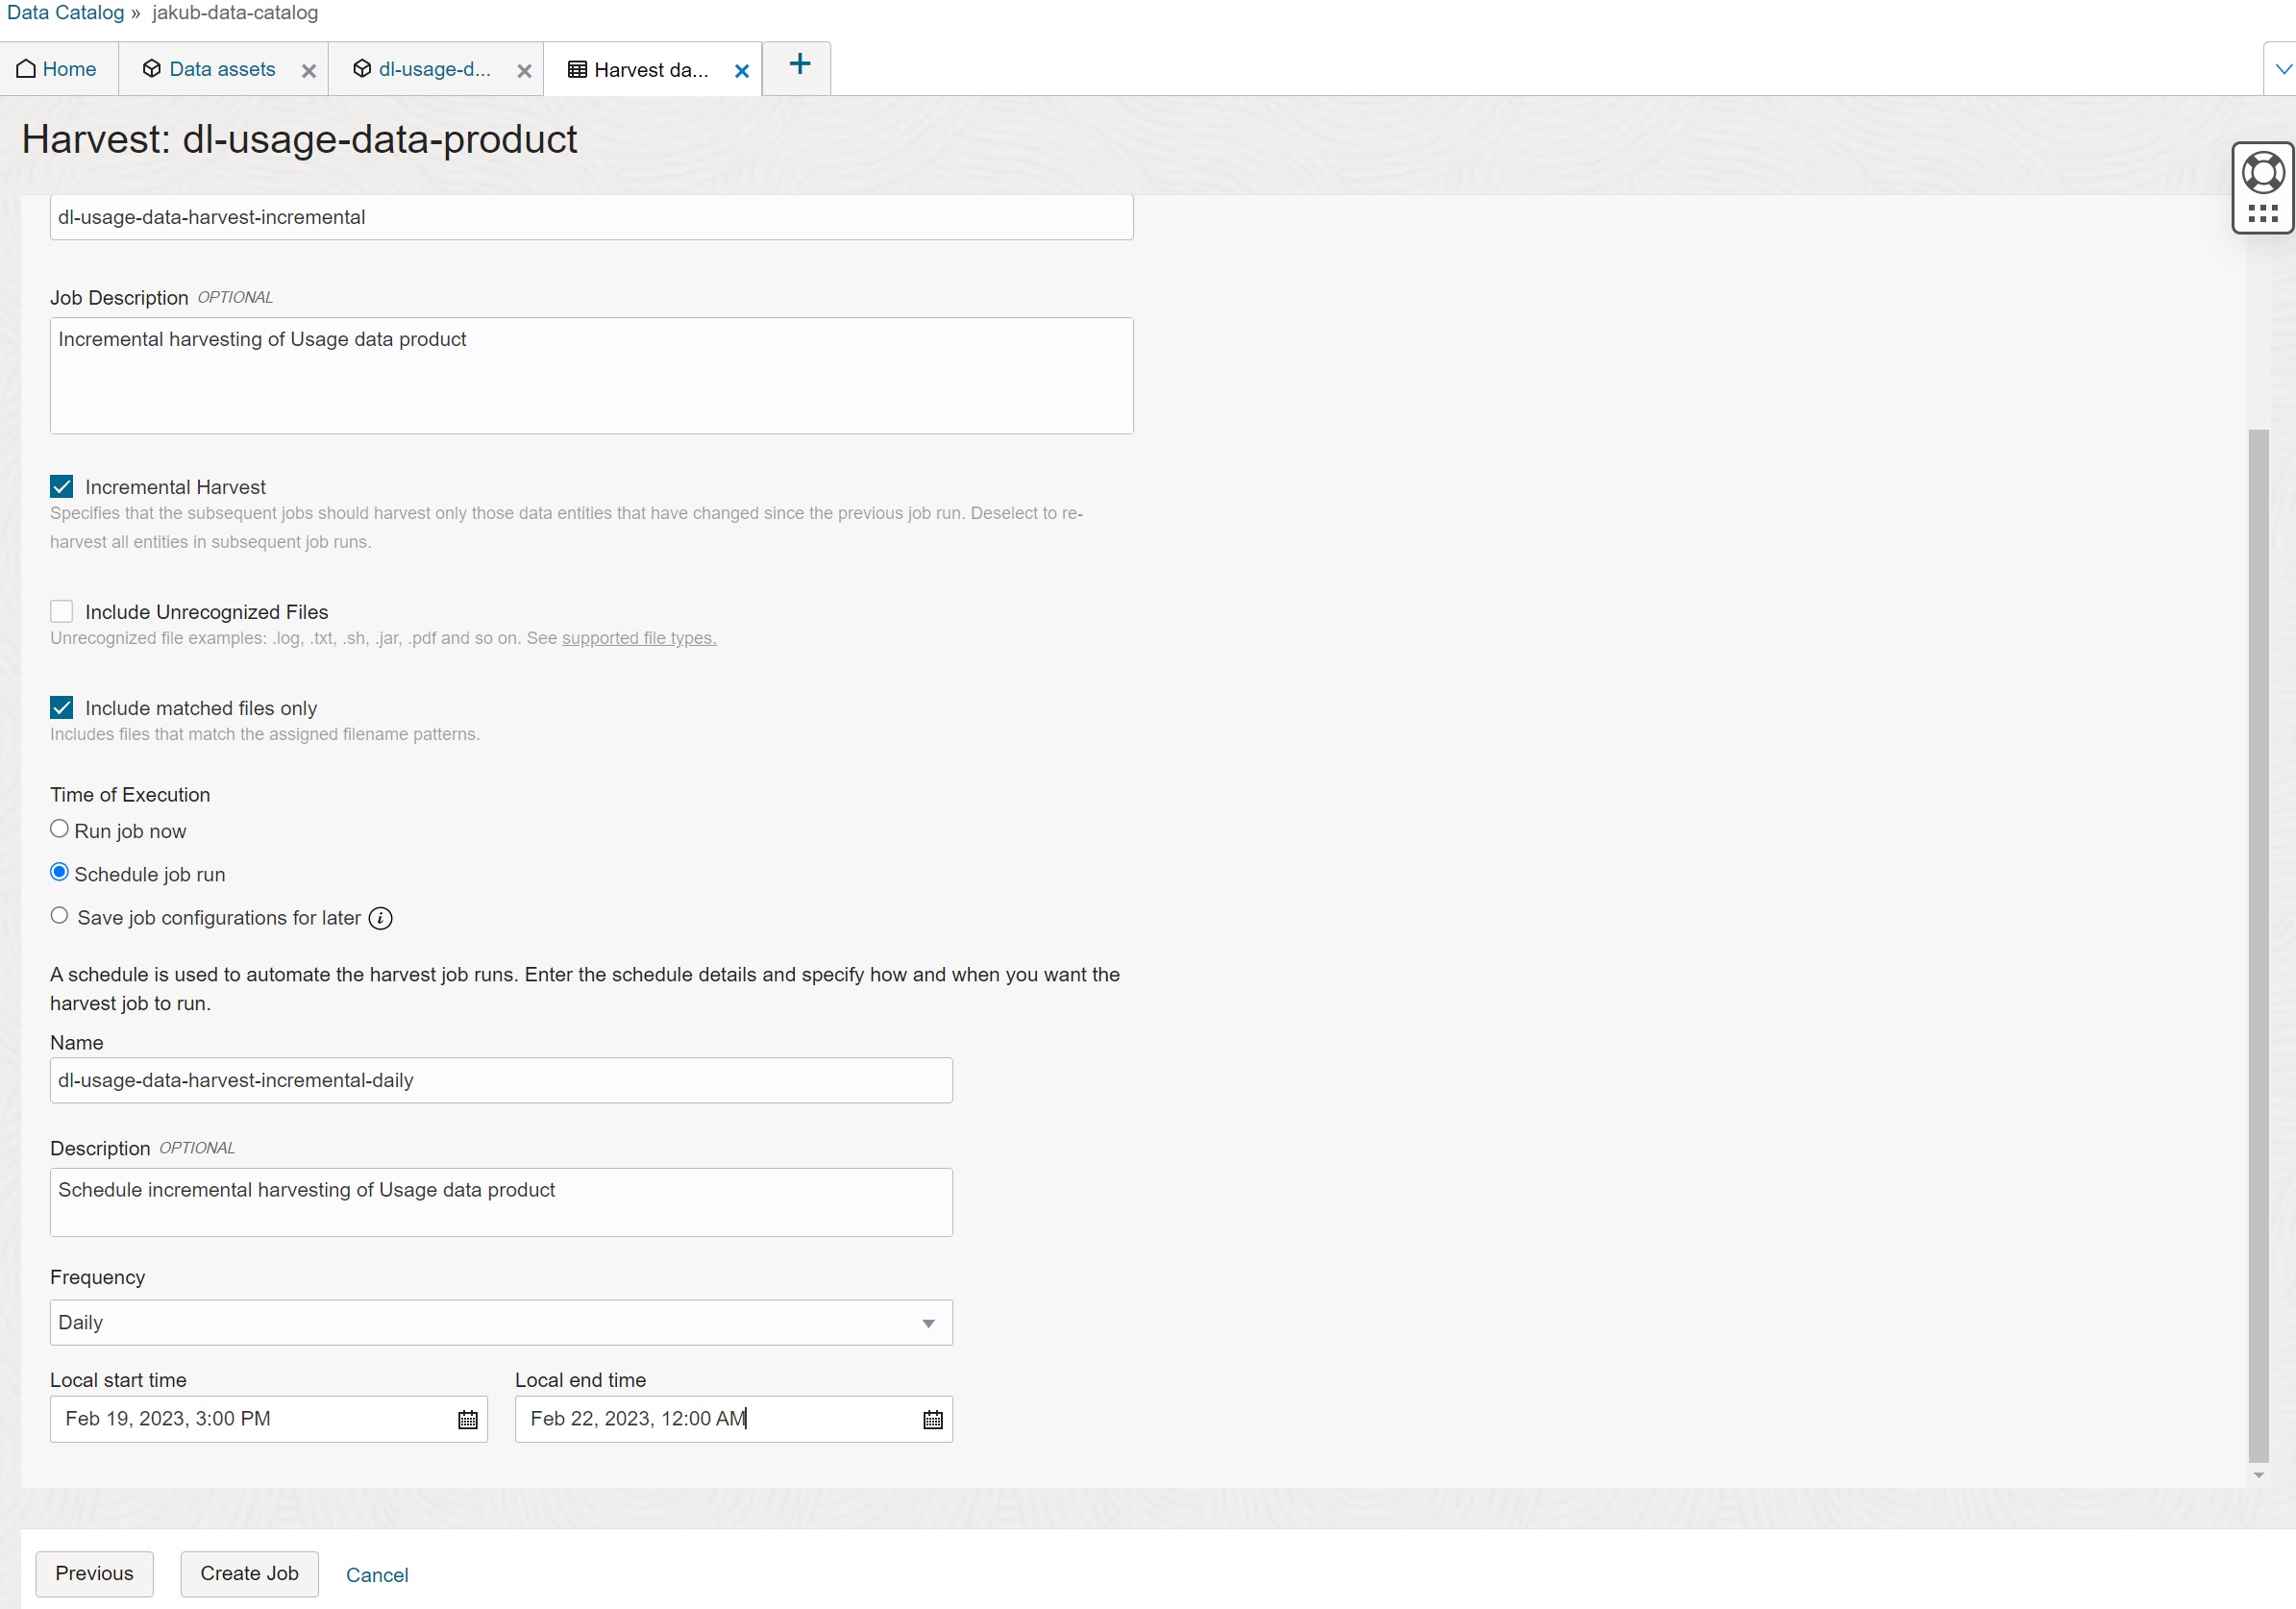 Data Catalog » jakub-data-catalog
Home Data assets dl-usage-d... Harvest da...
Harvest: dl-usage-data-product
dl-usage-data-harvest-incremental
Job Description OPTIONAL
Incremental harvesting of Usage data product
Incremental Harvest
Specifies that the subsequent jobs should harvest only those data entities that have changed since the previous job run. Deselect to re-
harvest all entities in subsequent job runs.
Include Unrecognized Files
Unrecognized file examples: .log, .txt, .sh, .jar, .pdf and so on. See supported file types.
Include matched files only
Includes files that match the assigned filename patterns.
Time of Execution
Run job now
Schedule job run
Save job configurations for later
A schedule is used to automate the harvest job runs. Enter the schedule details and specify how and when you want the
harvest job to run.
Name
dl-usage-data-harvest-incremental-daily
Description OPTIONAL
Schedule incremental harvesting of Usage data product
Frequency
Daily
Local start time Local end time
Feb 19, 2023, 3:00 PM Feb 22, 2023, 12:00 AM
Previous Create Job Cancel